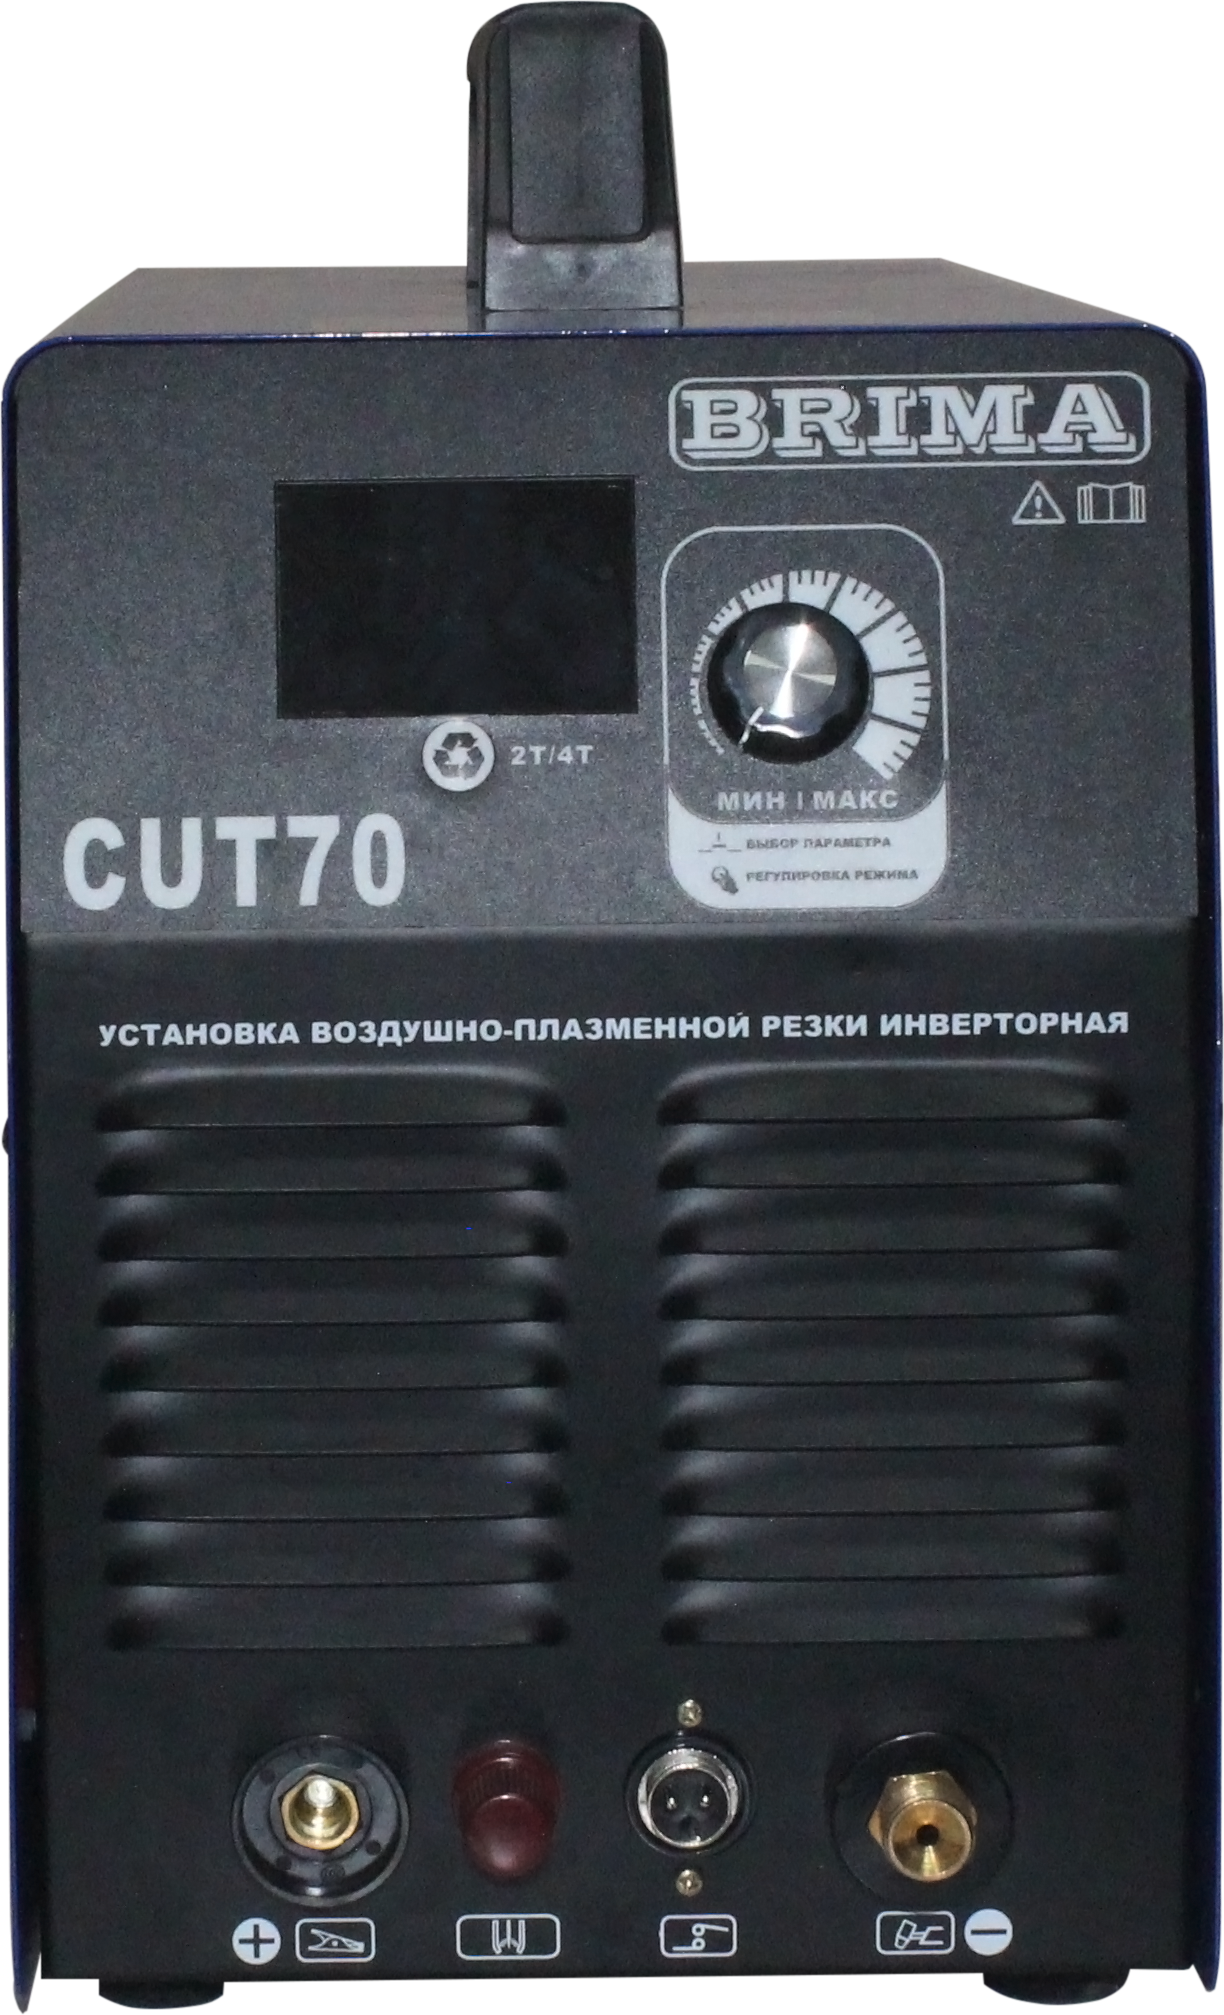 BRIMA
2T/4T
CUT70
МИН | МАКС
ВЫБОР ПАРАМЕТРА
РЕГУЛИРОВКА РЕЖИМА
УСТАНОВКА ВОЗДУШНО-ПЛАЗМЕННОЙ РЕЗКИ ИНВЕРТОРНАЯ